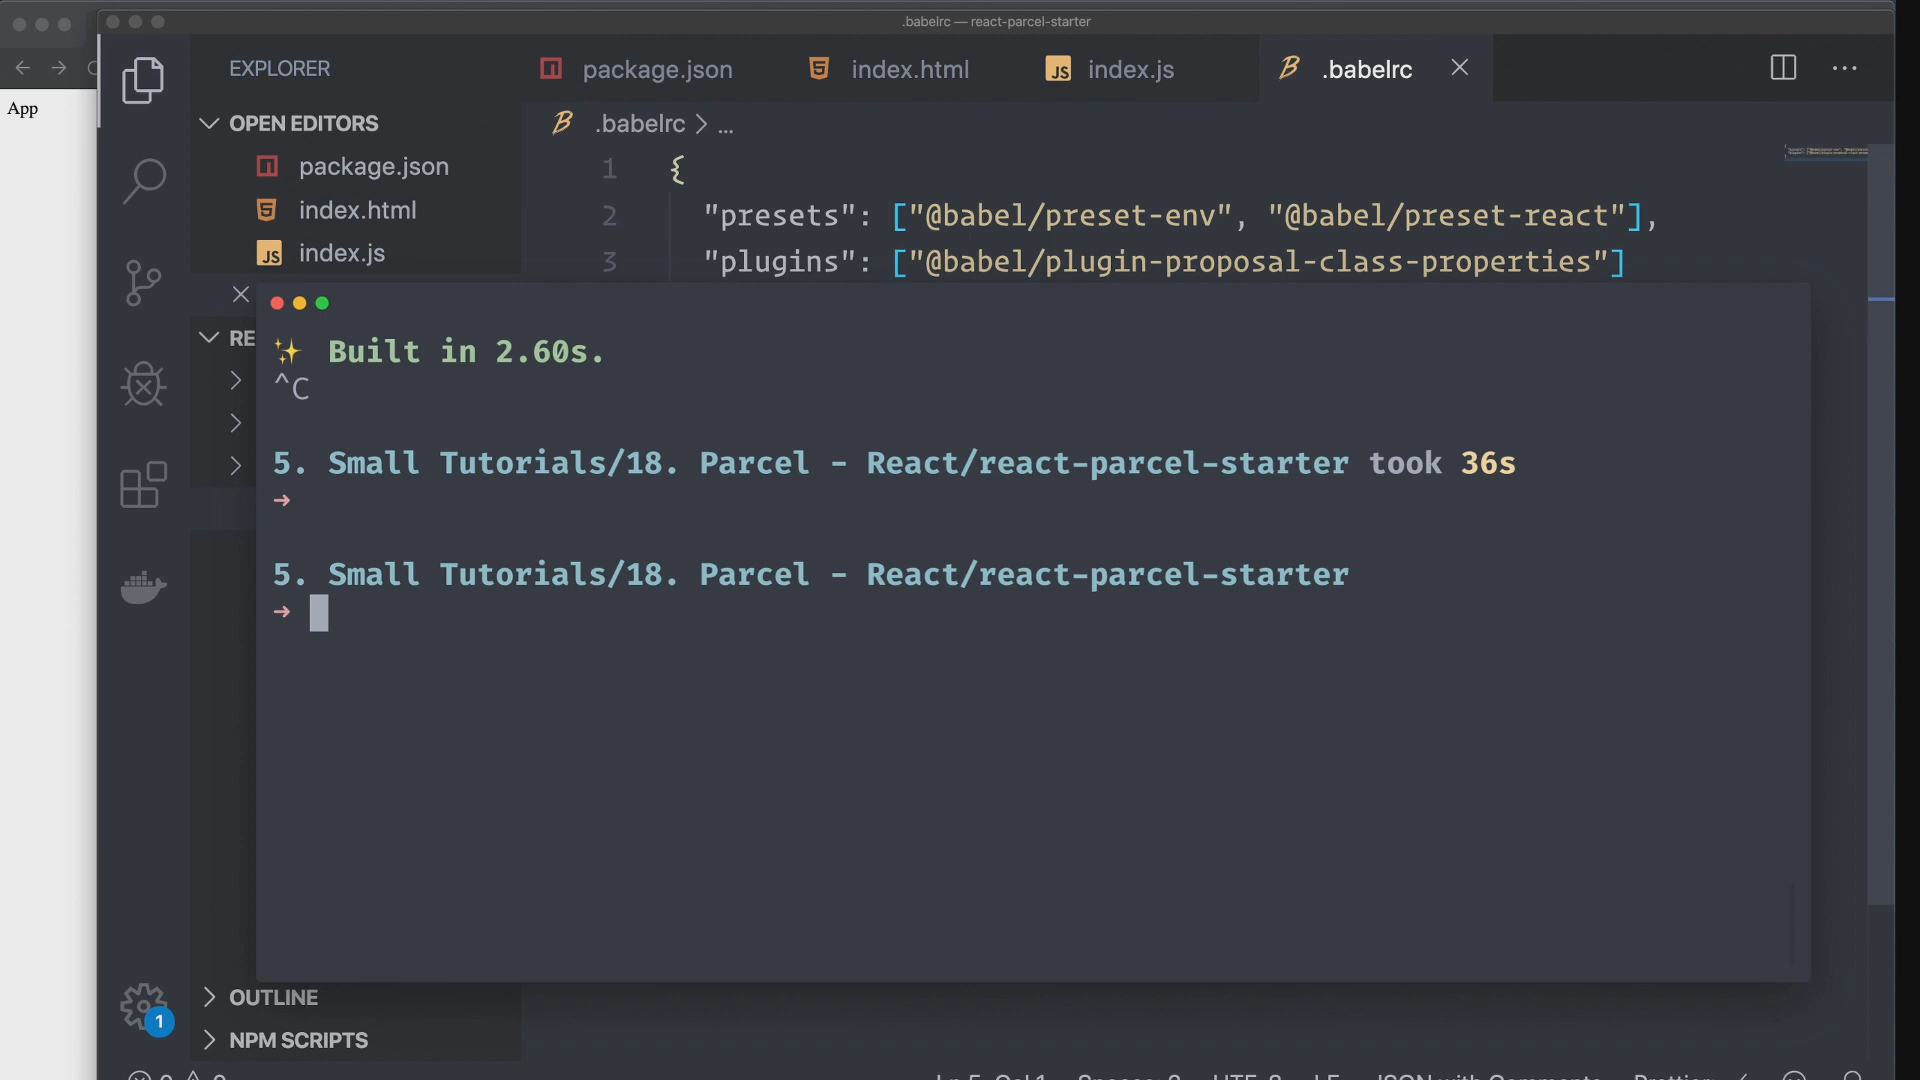 .babelrc — react-parcel-starter
App
EXPLORER
package.json
index.html
index.js
.babelrc
OPEN EDITORS
package.json
index.html
index.js
RE
.babelrc > ...
1 {
2 "presets": ["@babel/preset-env", "@babel/preset-react"],
3 "plugins": ["@babel/plugin-proposal-class-properties"]
✨ Built in 2.60s.
^C
5. Small Tutorials/18. Parcel - React/react-parcel-starter took 36s
➜
5. Small Tutorials/18. Parcel - React/react-parcel-starter
➜
OUTLINE
1
NPM SCRIPTS